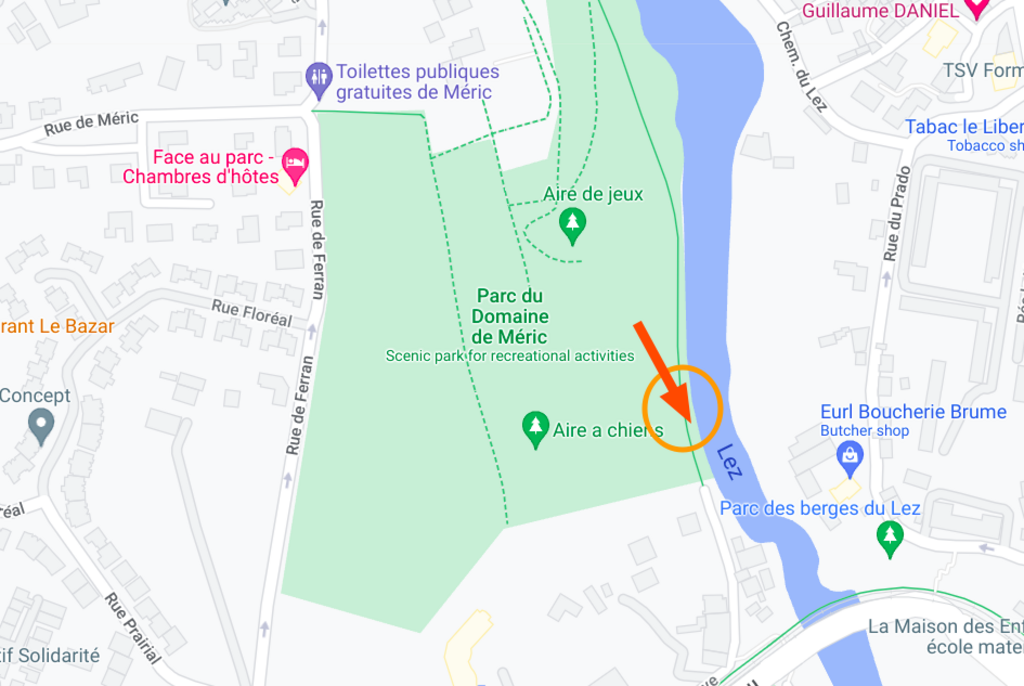 Guillaume DANIEL
Chem. du Lez
TSV Form
Toilettes publiques
gratuites de Méric
Rue de Méric
Tabac le Liber
Tobacco sh
Face au parc -
Chambres d'hôtes
Aire de jeux
Rue du Prado
Rue de Ferran
Rue Floréal
Parc du
Domaine
de Méric
Scenic park for recreational activities
rant Le Bazar
Rue de Ferran
Concept
Eurl Boucherie Brume
Butcher shop
Aire a chiens
Lez
Parc des berges du Lez
éal
Rue Prairial
La Maison des Enf
école mate
if Solidarité